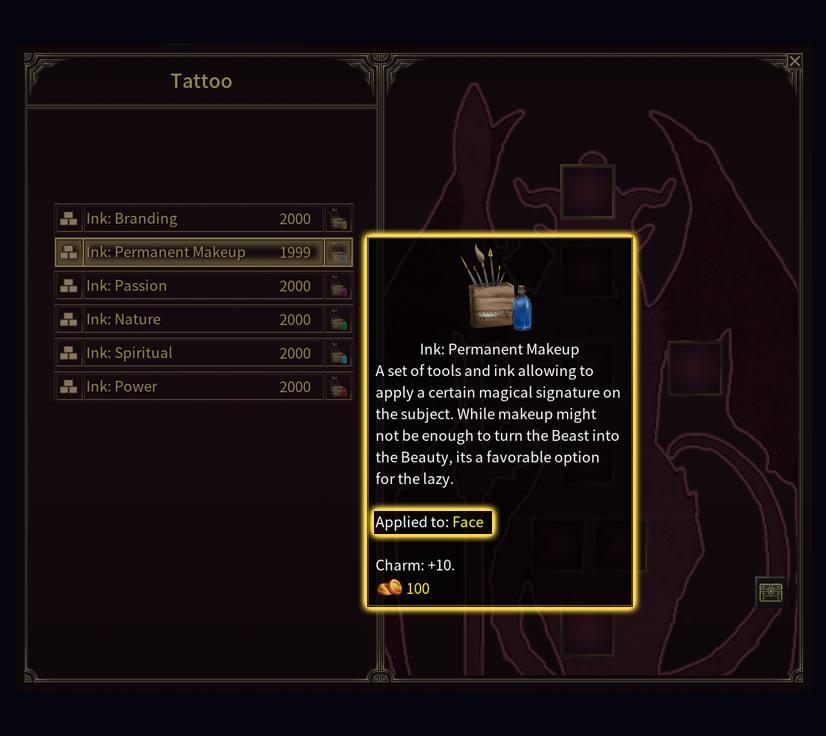 Tattoo
Ink: Branding 2000
Ink: Permanent Makeup 1999
Ink: Passion 2000
Ink: Nature 2000
Ink: Spiritual 2000
Ink: Power 2000
Ink: Permanent Makeup
A set of tools and ink allowing to
apply a certain magical signature on
the subject. While makeup might
not be enough to turn the Beast into
the Beauty, its a favorable option
for the lazy.
Applied to: Face
Charm: +10.
100